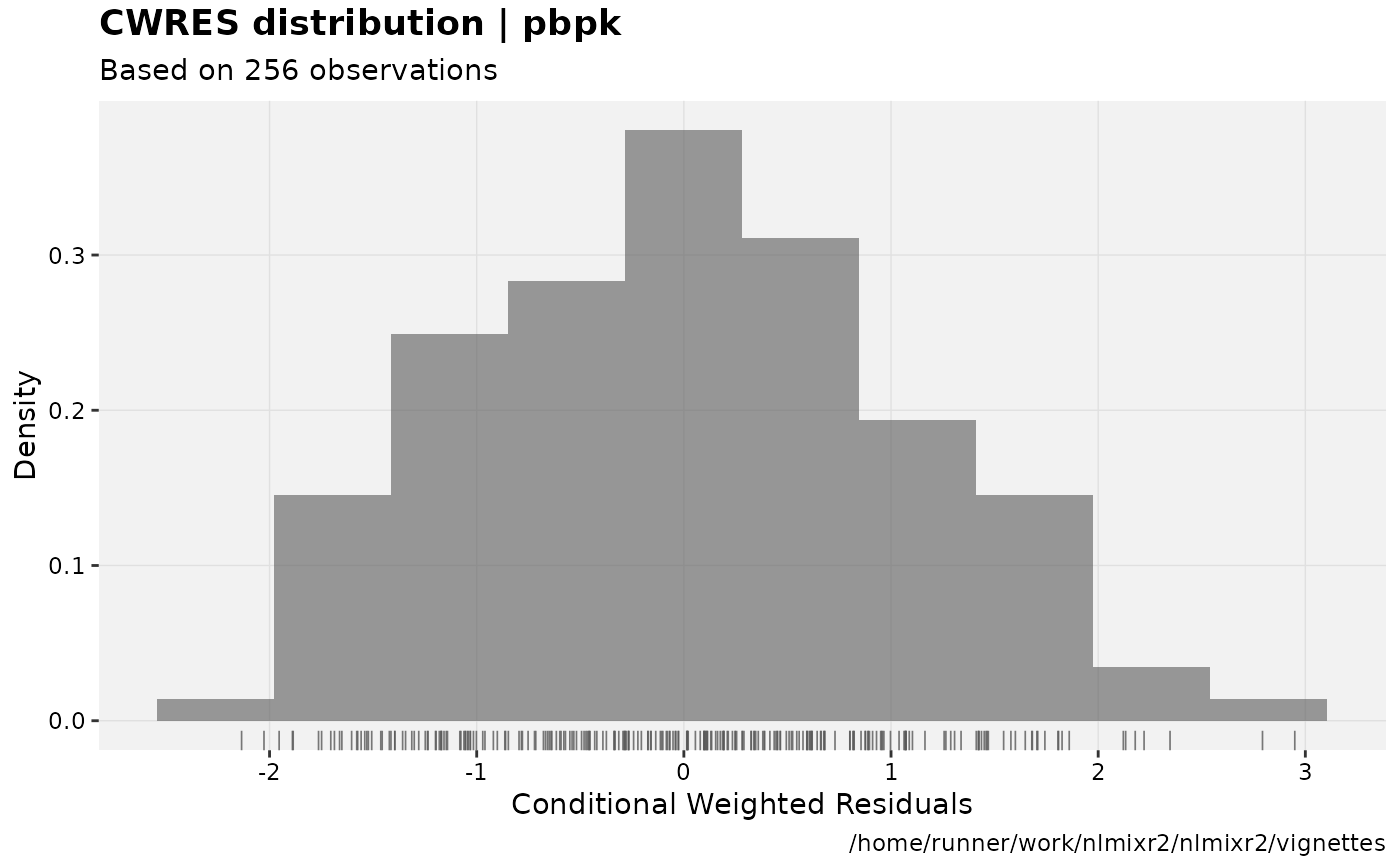 CWRES distribution | pbpk
Based on 256 observations
Density
0.3
0.2
0.1
0.0
-2 -1 0 1 2 3
Conditional Weighted Residuals
/home/runner/work/nlmixr2/nlmixr2/vignettes